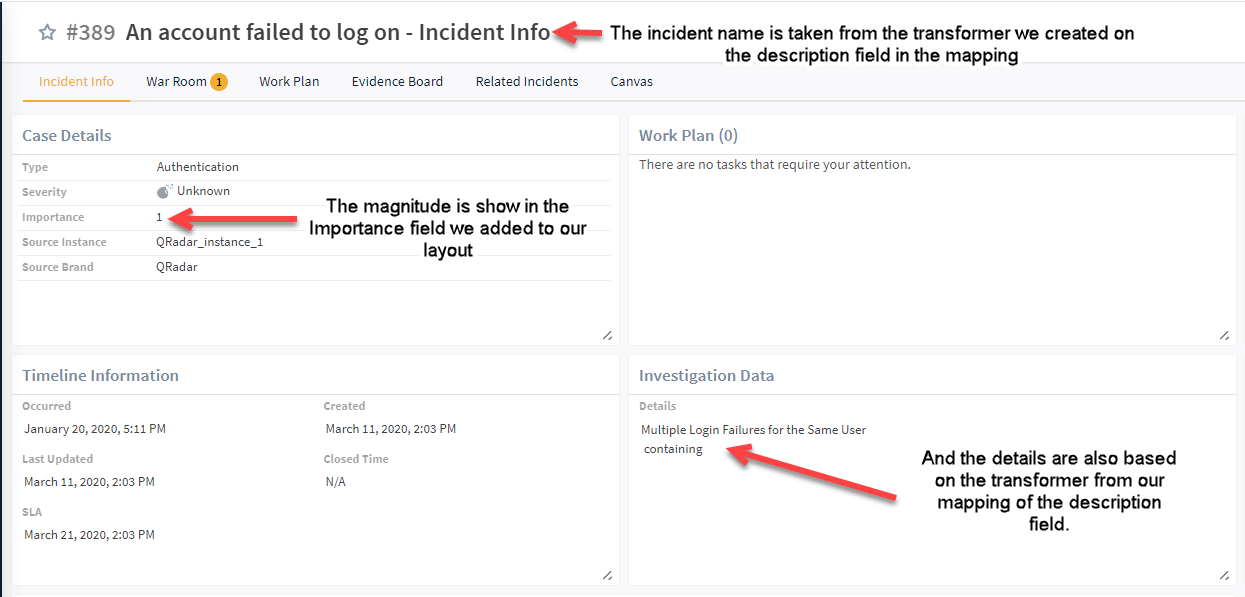 #389 An account failed to log on - Incident Info
The incident name is taken from the transformer we created on
the description field in the mapping
Incident Info War Room 1 Work Plan Evidence Board Related Incidents Canvas
Case Details
Type Authentication
Severity Unknown
Importance 1
Source Instance QRadar_instance_1
Source Brand QRadar
The magnitude is show in the
Importance field we added to our
layout
Work Plan (0)
There are no tasks that require your attention.
Timeline Information
Occurred Created
January 20, 2020, 5:11 PM March 11, 2020, 2:03 PM
Last Updated Closed Time
March 11, 2020, 2:03 PM N/A
SLA
March 21, 2020, 2:03 PM
Investigation Data
Details
Multiple Login Failures for the Same User
containing
And the details are also based
on the transformer from our
mapping of the description
field.